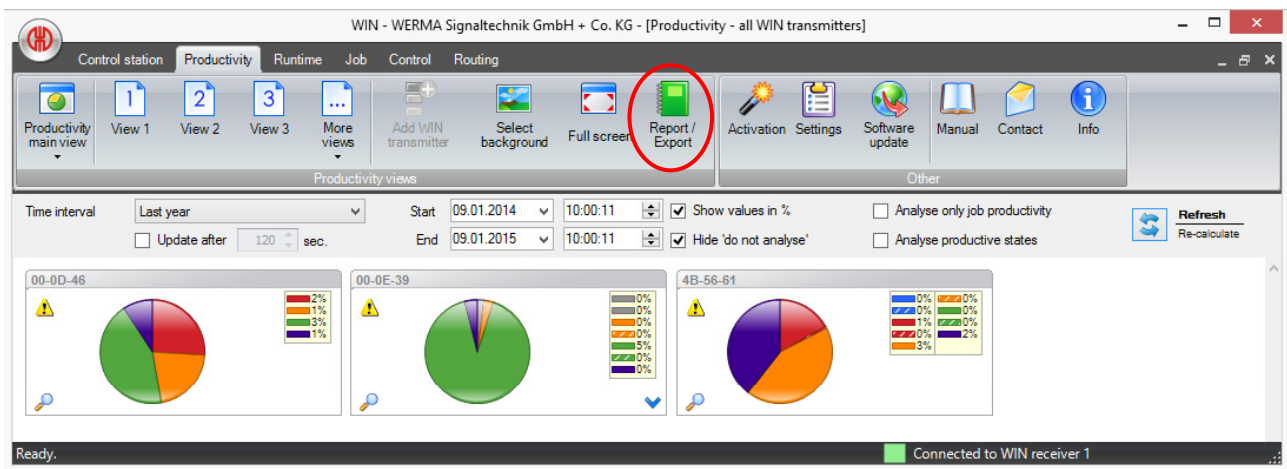 WIN - WERMA Signaltechnik GmbH + Co. KG - [Productivity - all WIN transmitters]
Control station Productivity Runtime Job Control Routing
1 2 3 ...
Productivity main view View 1 View 2 View 3 More views Add WIN transmitter Select background Full screen Report / Export Activation Settings Software update Manual Contact Info
Productivity views Other
Time interval Last year Start 09.01.2014 10:00:11 Show values in % Analyse only job productivity Refresh
Update after 120 sec. End 09.01.2015 10:00:11 Hide 'do not analyse' Analyse productive states Re-calculate
00-0D-46
2%
1%
3%
1%
00-0E-39
0%
0%
0%
0%
5%
0%
0%
4B-56-61
0% 0%
0% 0%
1% 0%
0% 2%
3%
Ready. Connected to WIN receiver 1